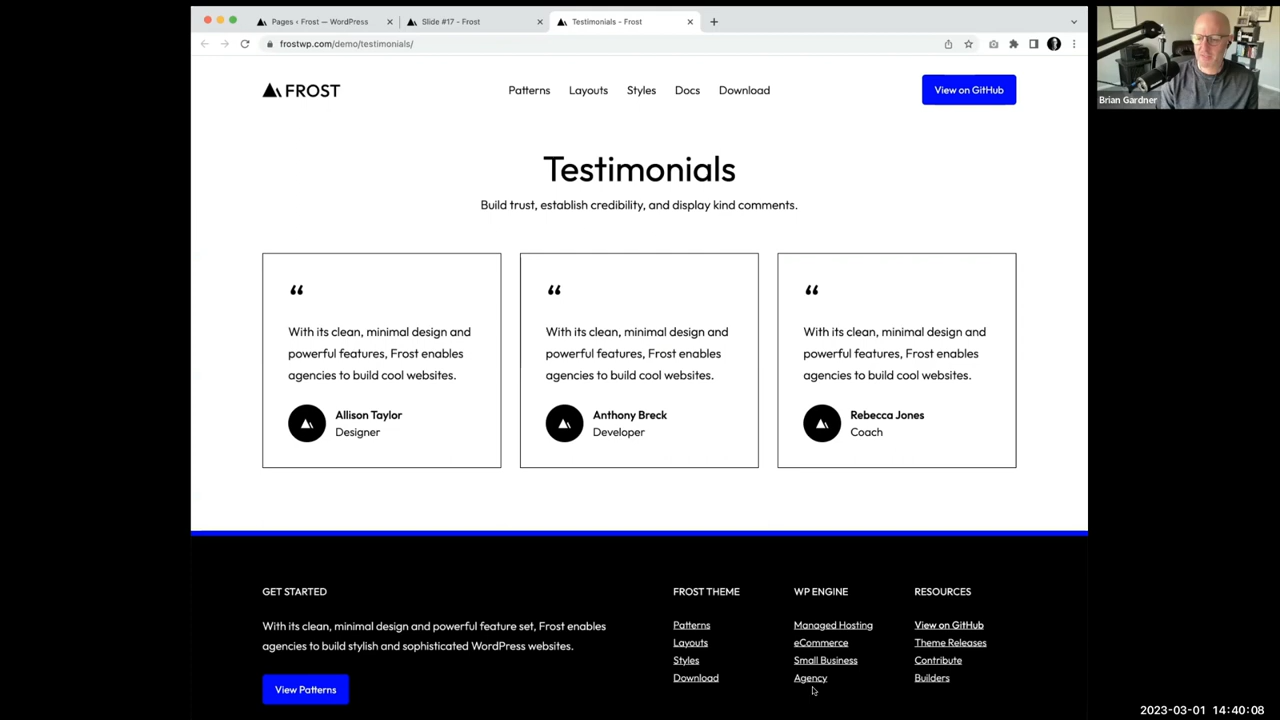 Pages ‹ Frost — WordPress
Slide #17 - Frost
Testimonials - Frost
frostwp.com/demo/testimonials/
Brian Gardner
FROST
Patterns
Layouts
Styles
Docs
Download
View on GitHub
Testimonials
Build trust, establish credibility, and display kind comments.
“
With its clean, minimal design and
powerful features, Frost enables
agencies to build cool websites.
Allison Taylor
Designer
“
With its clean, minimal design and
powerful features, Frost enables
agencies to build cool websites.
Anthony Breck
Developer
“
With its clean, minimal design and
powerful features, Frost enables
agencies to build cool websites.
Rebecca Jones
Coach
GET STARTED
With its clean, minimal design and powerful feature set, Frost enables
agencies to build stylish and sophisticated WordPress websites.
View Patterns
FROST THEME
Patterns
Layouts
Styles
Download
WP ENGINE
Managed Hosting
eCommerce
Small Business
Agency
RESOURCES
View on GitHub
Theme Releases
Contribute
Builders
2023-03-01 14:40:08